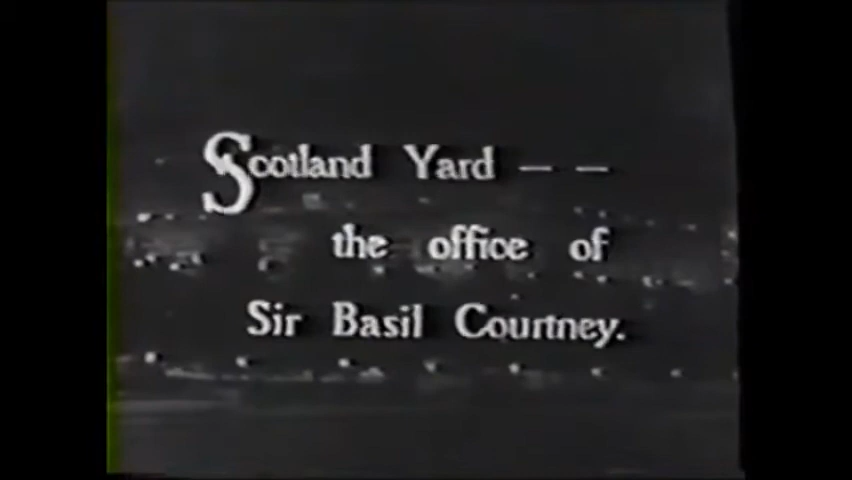 Scotland Yard — —
the office of
Sir Basil Courtney.